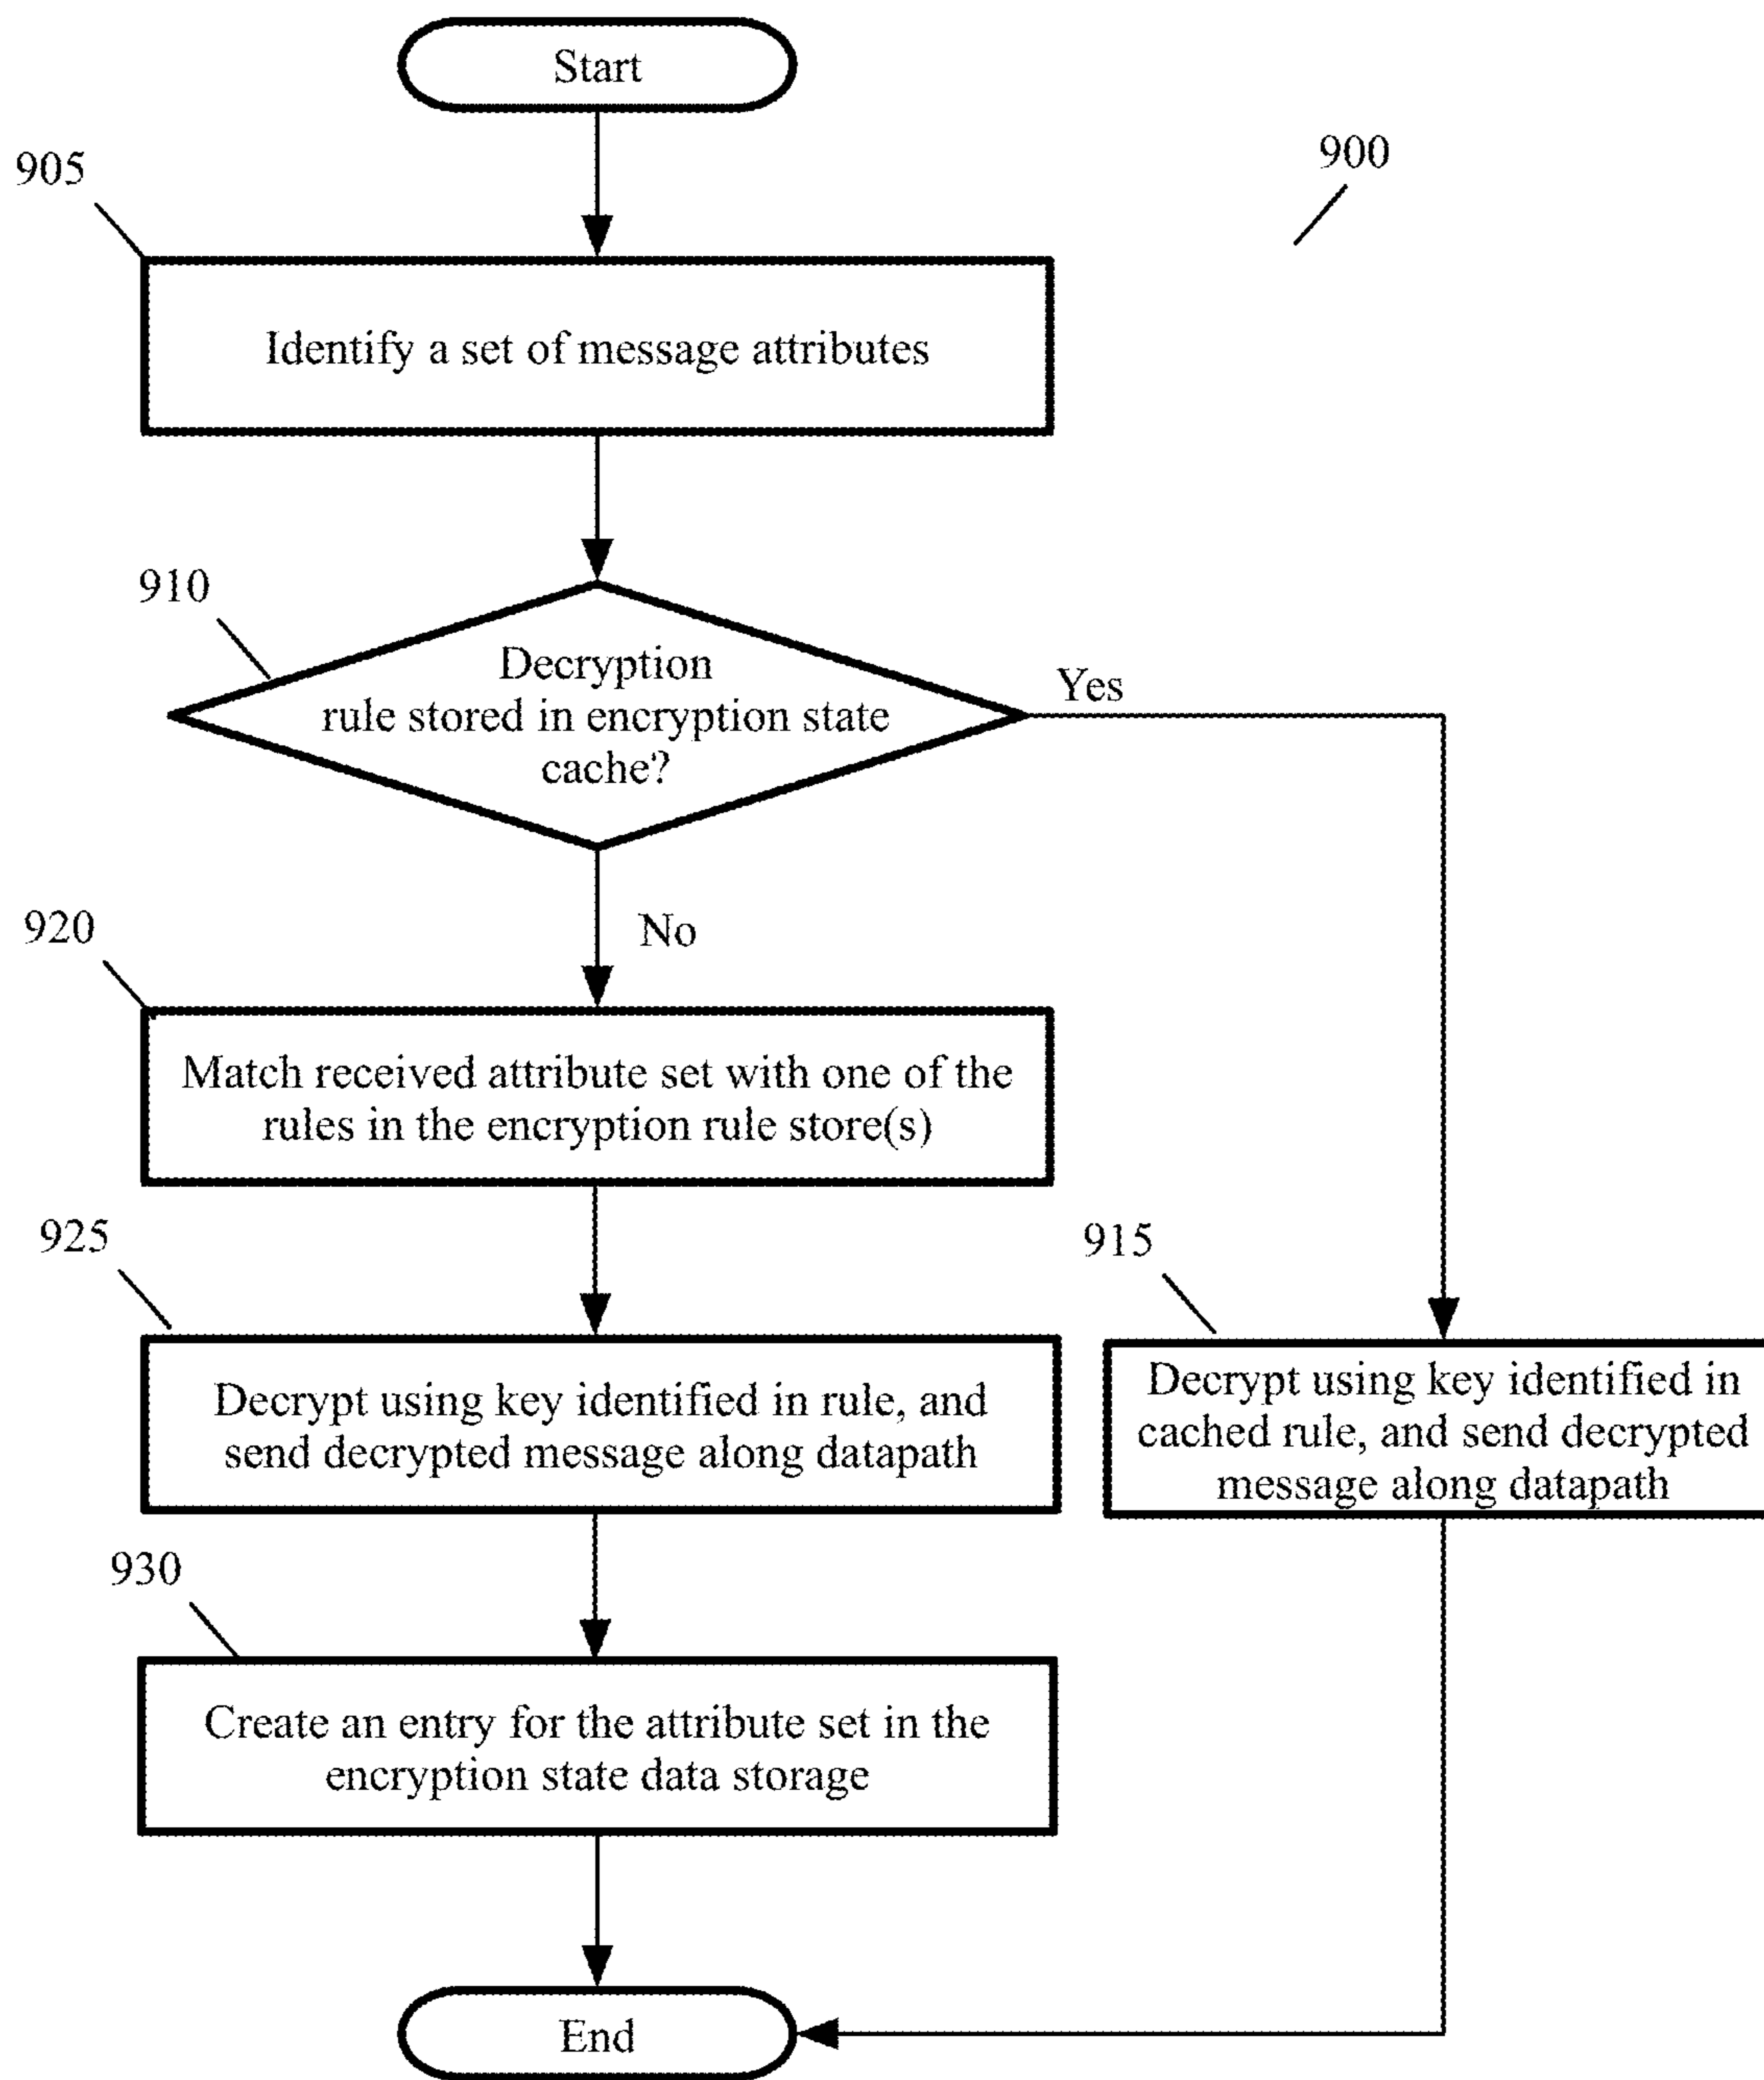 Start
900
905
Identify a set of message attributes
910
Decryption
rule stored in encryption state
cache?
Yes
No
920
Match received attribute set with one of the
rules in the encryption rule store(s)
925
Decrypt using key identified in rule, and
send decrypted message along datapath
915
Decrypt using key identified in
cached rule, and send decrypted
message along datapath
930
Create an entry for the attribute set in the
encryption state data storage
End